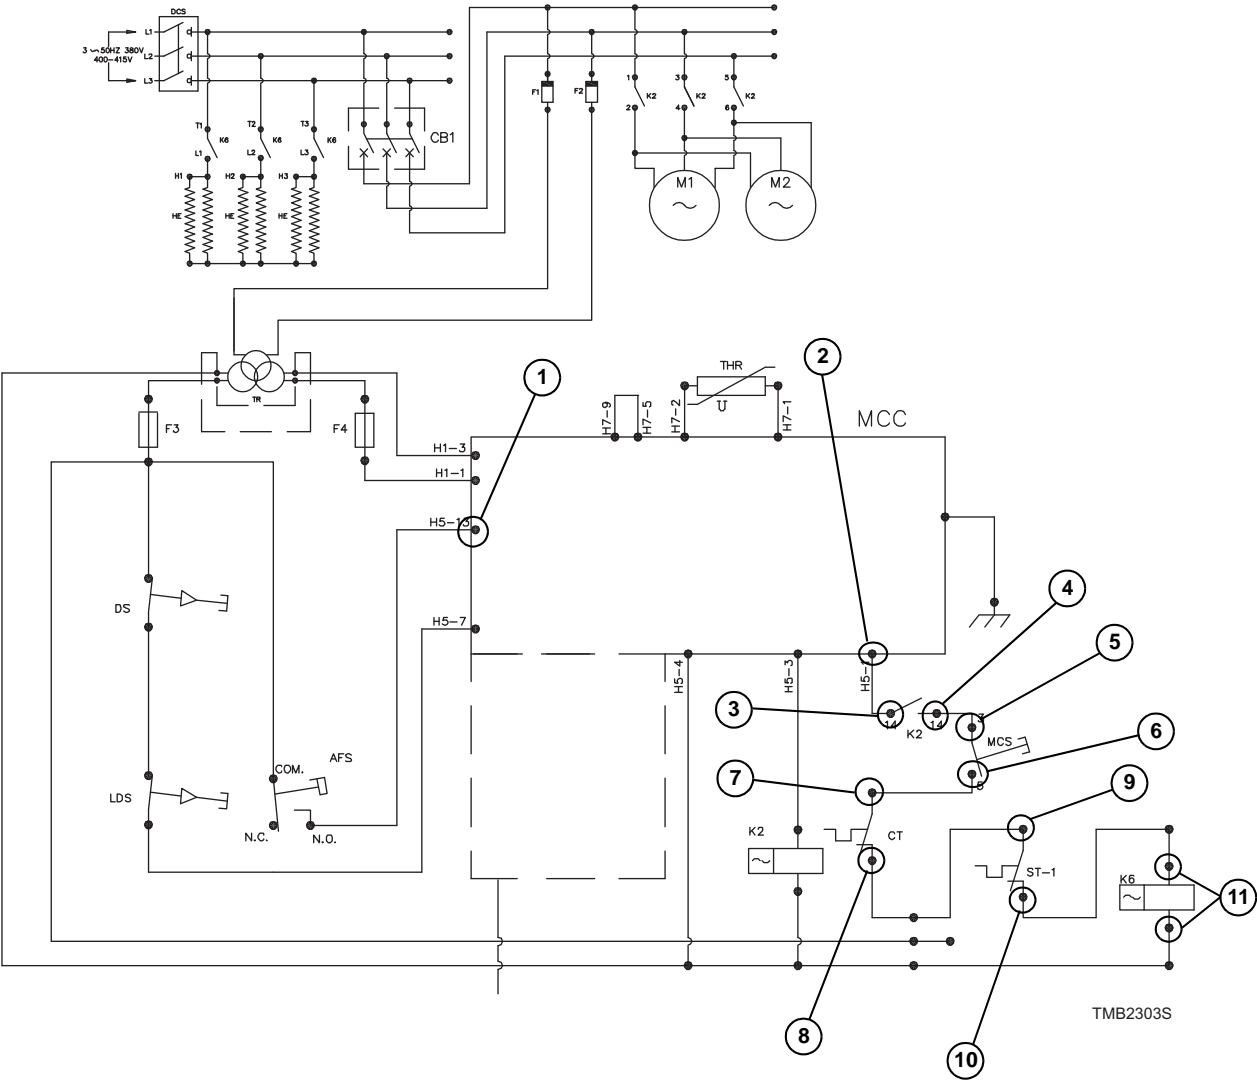 DCS
L1
3 ~ 50HZ 380V
400-415V
L2
L3
T1
K6
T2
K6
T3
K6
L1
L2
L3
H1
H2
H3
HE
HE
HE
CB1
F1
F2
1
K2
2
3
K2
4
5
K2
6
M1
M2
TR
F3
F4
1
2
THR
U
H7-9
H7-5
H7-2
H7-1
MCC
H1-3
H1-1
H5-13
H5-7
DS
LDS
COM.
AFS
N.C.
N.O.
H5-4
H5-3
H5-1
4
5
3
14
K2
14
3
MCS
6
5
7
9
K2
CT
ST-1
K6
11
8
10
TMB2303S